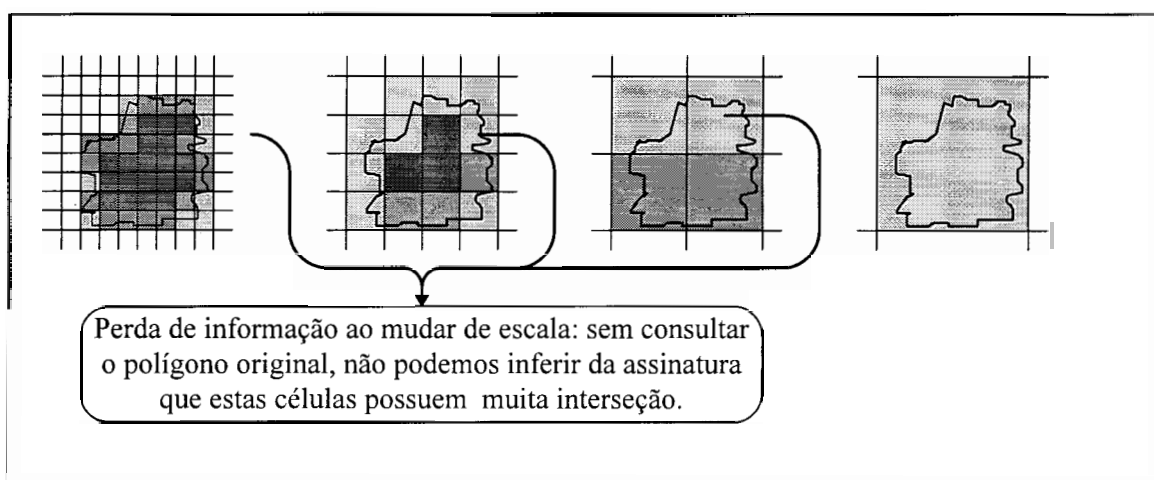 Perda de informação ao mudar de escala: sem consultar
o polígono original, não podemos inferir da assinatura
que estas células possuem muita interseção.